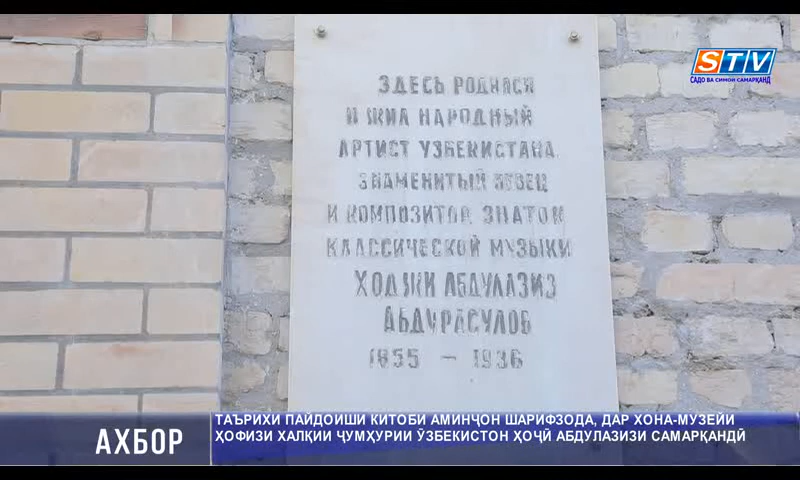 STV
САДО ВА СИМОИ САМАРҚАНД
ЗДЕСЬ РОДИЛСЯ
И ЖИЛ НАРОДНЫЙ
АРТИСТ УЗБЕКИСТАНА,
ЗНАМЕНИТЫЙ ПЕВЕЦ
И КОМПОЗИТОР, ЗНАТОК
КЛАССИЧЕСКОЙ МУЗЫКИ
ХОДЖИ АБДУЛАЗИЗ
АБДУРАСУЛОВ
1855 – 1936
АХБОР
ТАЪРИХИ ПАЙДОИШИ КИТОБИ АМИНҶОН ШАРИФЗОДА, ДАР ХОНА-МУЗЕЙИ
ҲОФИЗИ ХАЛҚИИ ҶУМҲУРИИ ӮЗБЕКИСТОН ҲОҶӢ АБДУЛАЗИЗИ САМАРҚАНДӢ